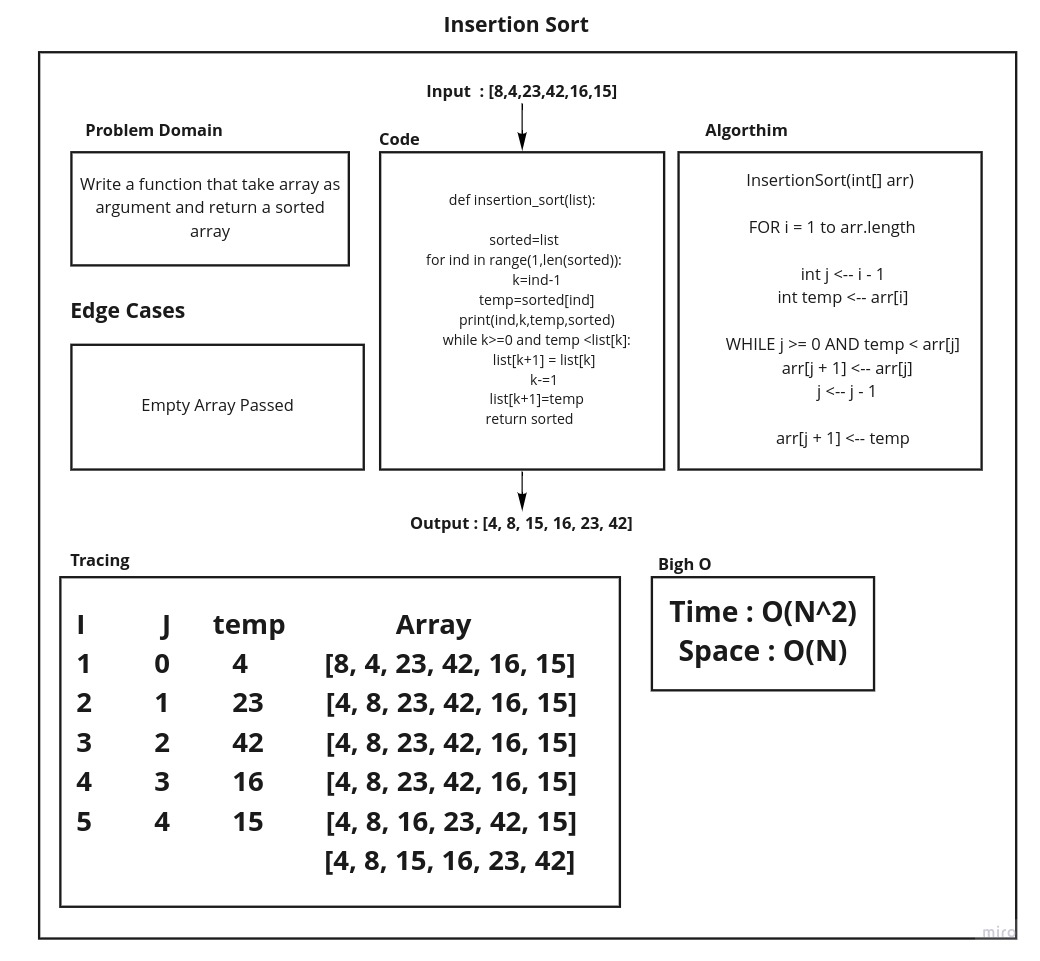 Insertion Sort
Input : [8,4,23,42,16,15]
Problem Domain
Write a function that take array as
argument and return a sorted
array
Edge Cases
Empty Array Passed
Code
def insertion_sort(list):
sorted=list
for ind in range(1,len(sorted)):
k=ind-1
temp=sorted[ind]
print(ind,k,temp,sorted)
while k>=0 and temp <list[k]:
list[k+1] = list[k]
k-=1
list[k+1]=temp
return sorted
Algorthim
InsertionSort(int[] arr)
FOR i = 1 to arr.length
int j <-- i - 1
int temp <-- arr[i]
WHILE j >= 0 AND temp < arr[j]
arr[j + 1] <-- arr[j]
j <-- j - 1
arr[j + 1] <-- temp
Output : [4, 8, 15, 16, 23, 42]
Tracing
I J temp Array
1 0 4 [8, 4, 23, 42, 16, 15]
2 1 23 [4, 8, 23, 42, 16, 15]
3 2 42 [4, 8, 23, 42, 16, 15]
4 3 16 [4, 8, 23, 42, 16, 15]
5 4 15 [4, 8, 16, 23, 42, 15]
[4, 8, 15, 16, 23, 42]
Bigh O
Time : O(N^2)
Space : O(N)
miro